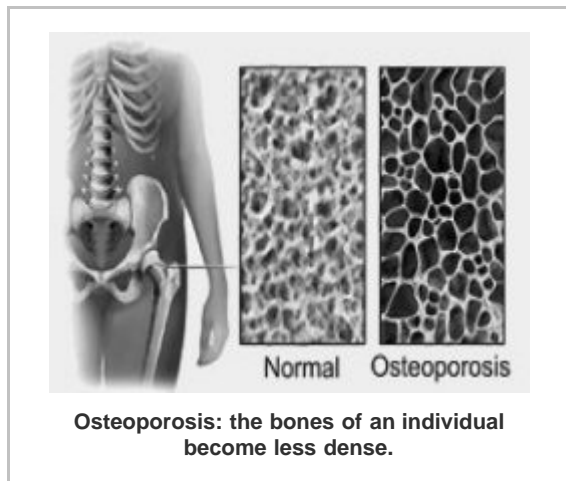 Normal
Osteoporosis
Osteoporosis: the bones of an individual
become less dense.